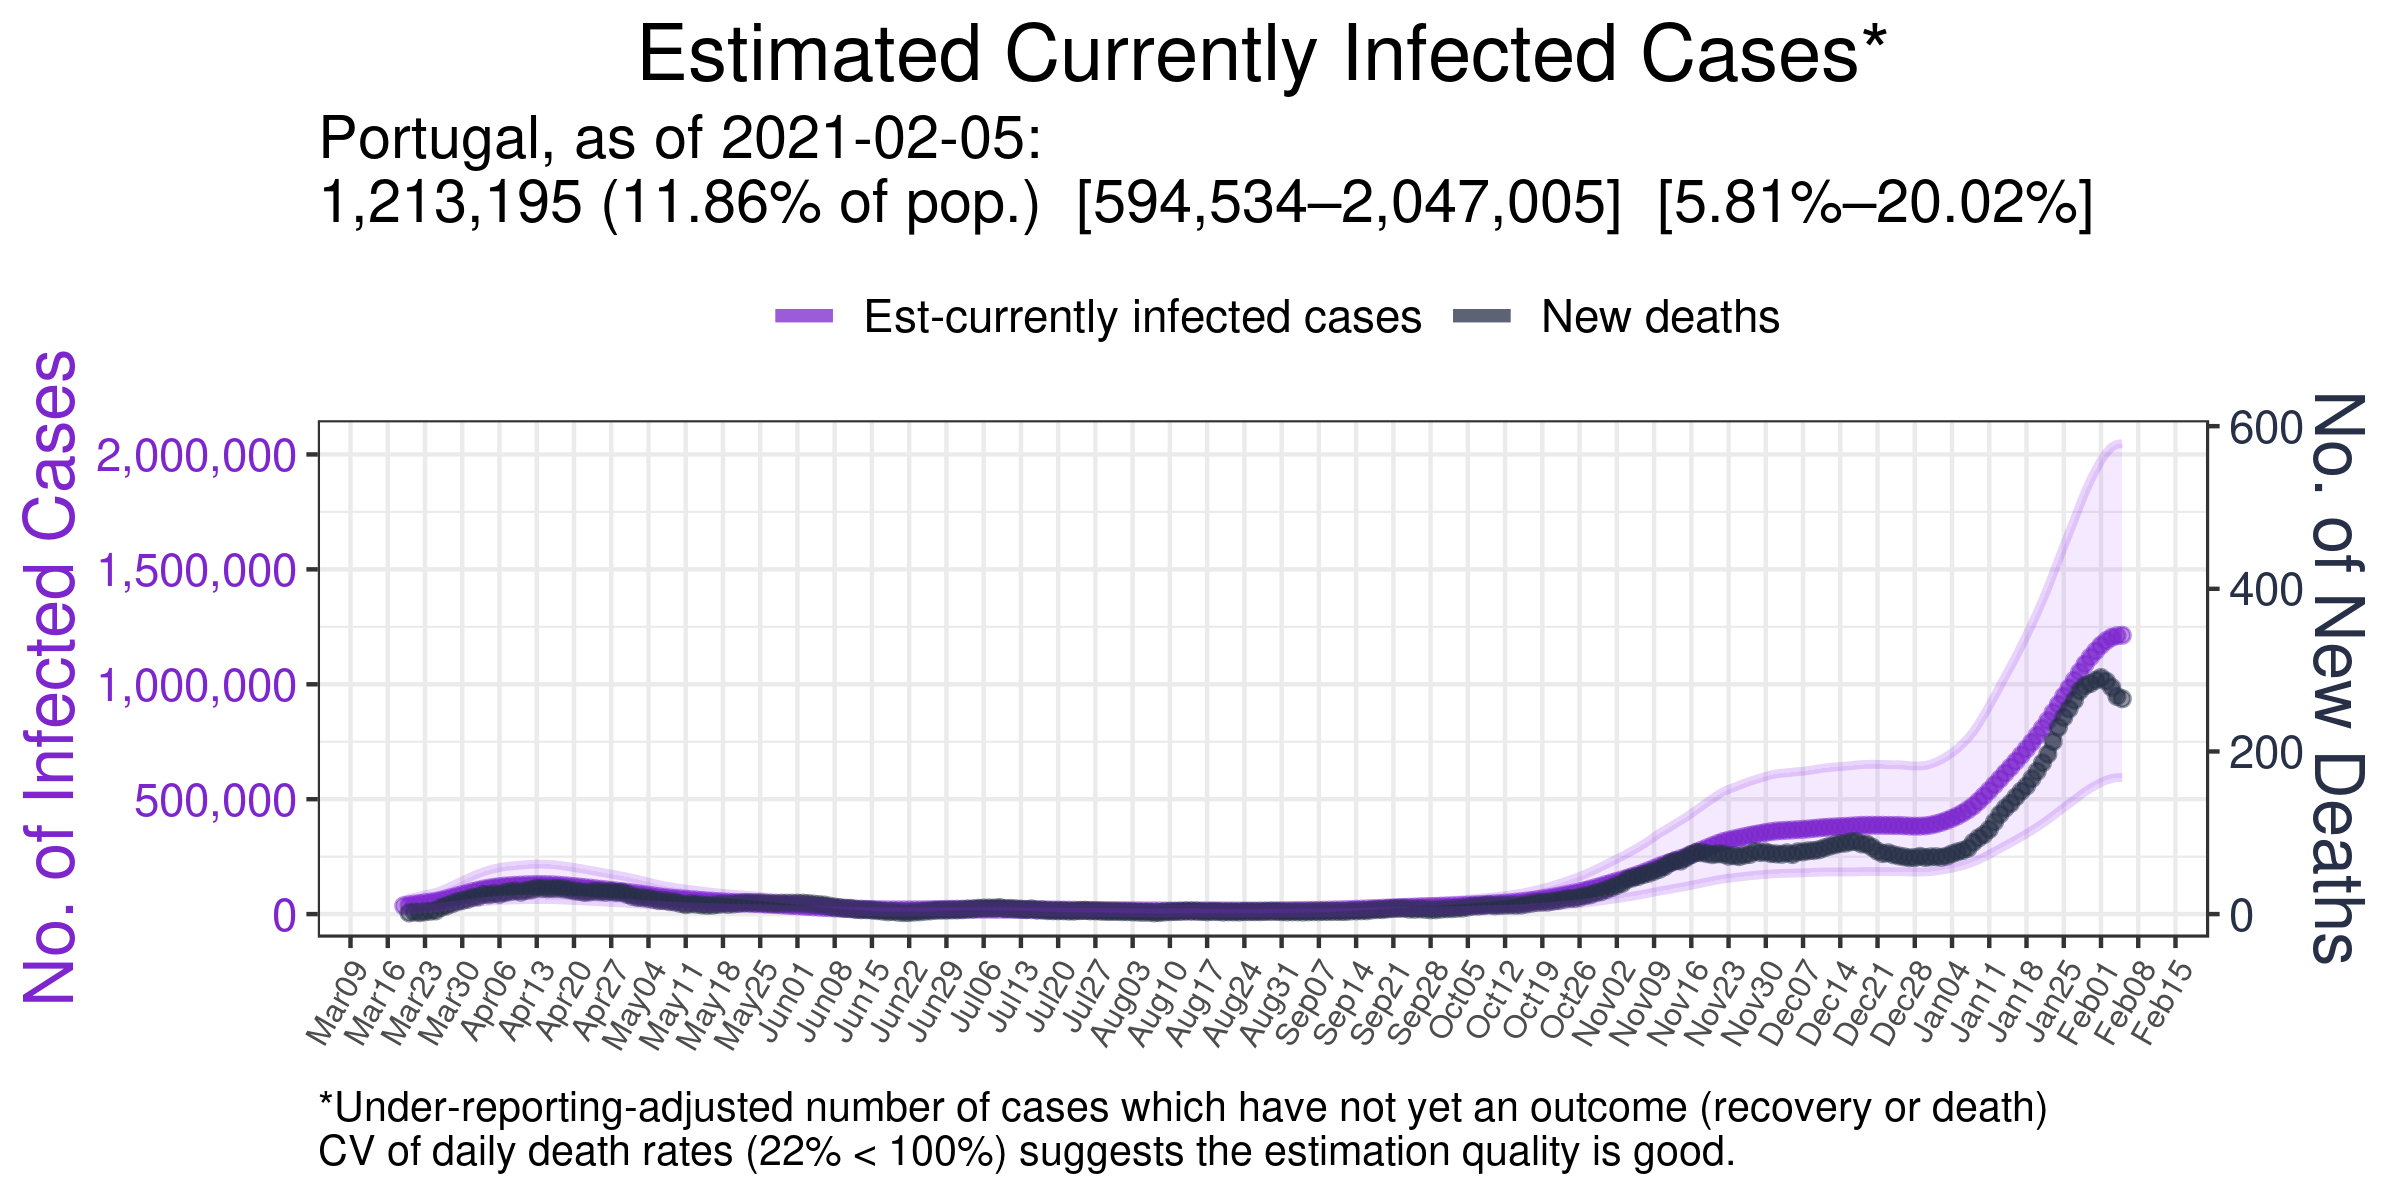 Estimated Currently Infected Cases*
Portugal, as of 2021-02-05:
1,213,195 (11.86% of pop.) [594,534–2,047,005] [5.81%–20.02%]
Est-currently infected cases
New deaths
No. of Infected Cases
2,000,000
1,500,000
1,000,000
500,000
0
600
400
200
0
No. of New Deaths
Mar09
Mar16
Mar23
Mar30
Apr06
Apr13
Apr20
Apr27
May04
May11
May18
May25
Jun01
Jun08
Jun15
Jun22
Jun29
Jul06
Jul13
Jul20
Jul27
Aug03
Aug10
Aug17
Aug24
Aug31
Sep07
Sep14
Sep21
Sep28
Oct05
Oct12
Oct19
Oct26
Nov02
Nov09
Nov16
Nov23
Nov30
Dec07
Dec14
Dec21
Dec28
Jan04
Jan11
Jan18
Jan25
Feb01
Feb08
Feb15
*Under-reporting-adjusted number of cases which have not yet an outcome (recovery or death)
CV of daily death rates (22% < 100%) suggests the estimation quality is good.